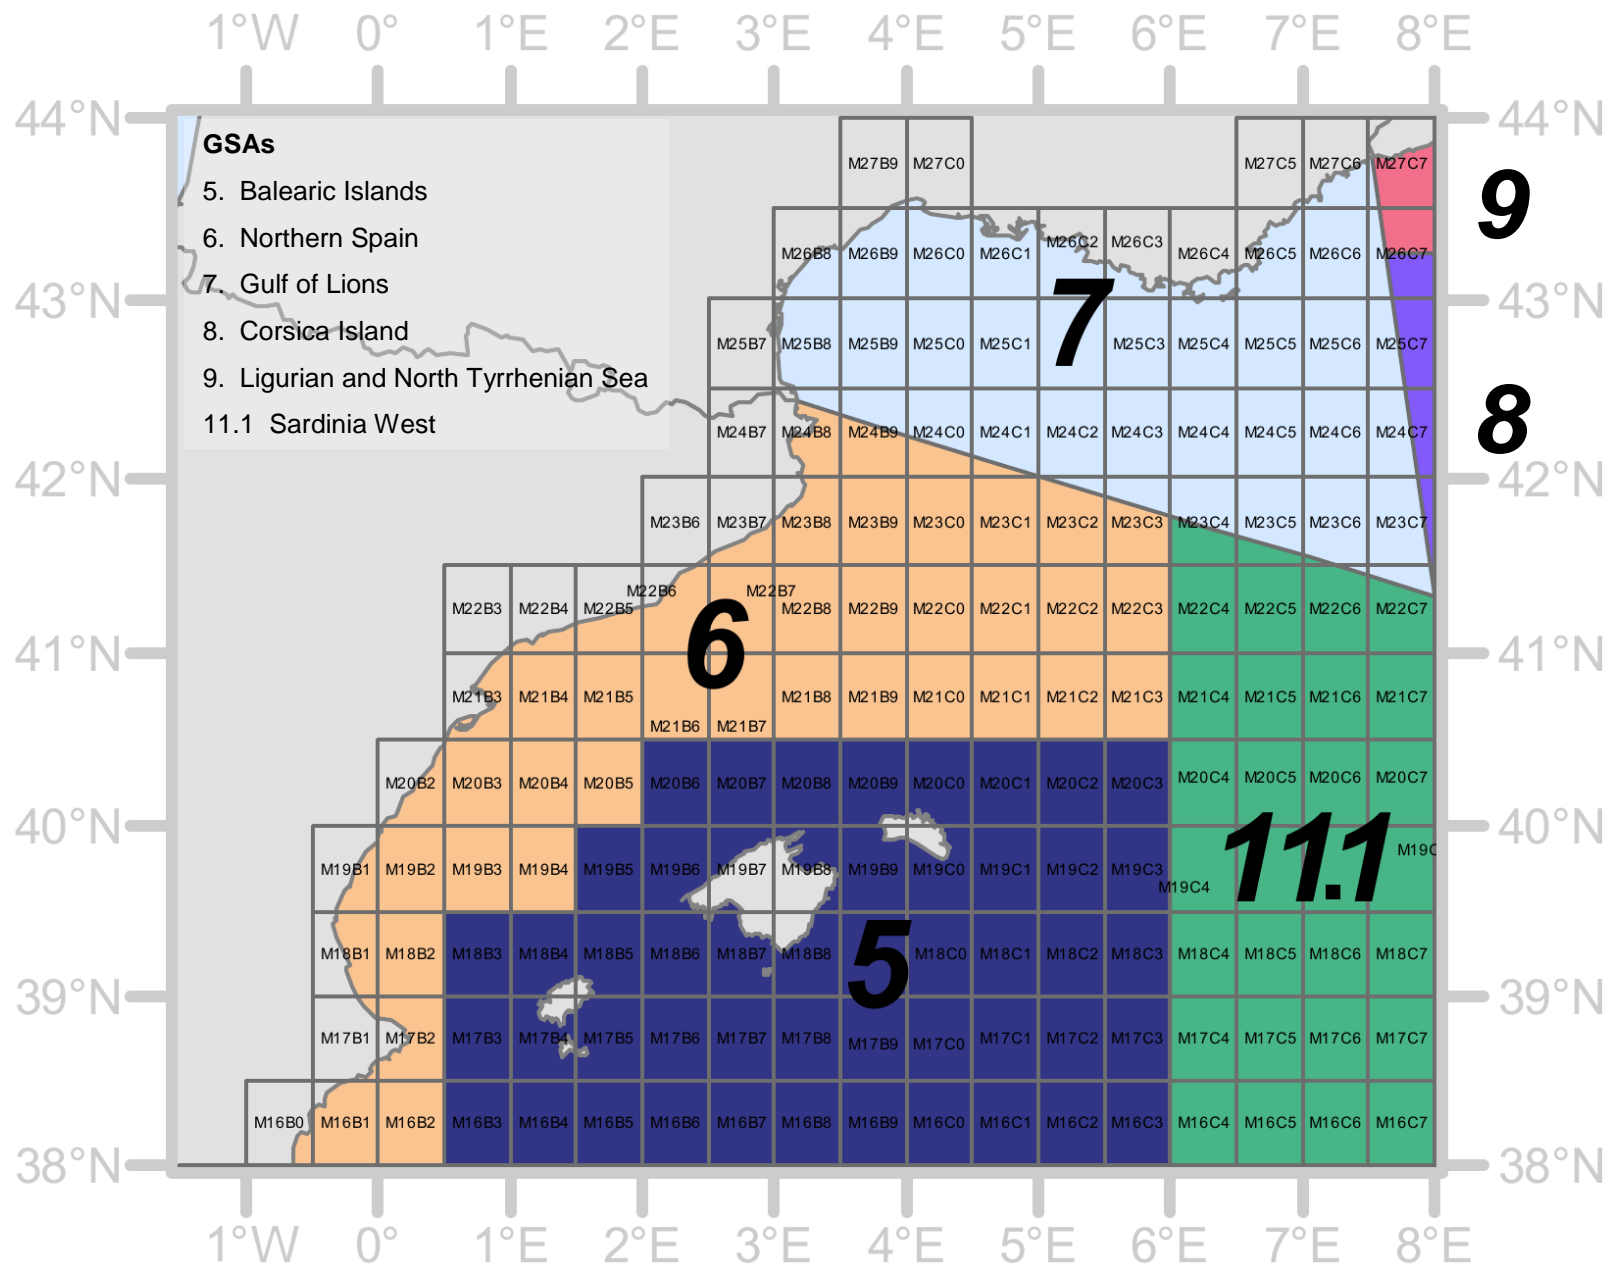 1°W 0° 1°E 2°E 3°E 4°E 5°E 6°E 7°E 8°E
44°N 44°N
GSAs
5. Balearic Islands
6. Northern Spain
7. Gulf of Lions
8. Corsica Island
9. Ligurian and North Tyrrhenian Sea
11.1 Sardinia West
M27B9 M27C0 M27C5 M27C6 M27C7
9
M26B8 M26B9 M26C0 M26C1 M26C2 M26C3 M26C4 M26C5 M26C6 M26C7
43°N 43°N
7
M25B7 M25B8 M25B9 M25C0 M25C1 M25C3 M25C4 M25C5 M25C6 M25C7
8
M24B7 M24B8 M24B9 M24C0 M24C1 M24C2 M24C3 M24C4 M24C5 M24C6 M24C7
42°N 42°N
M23B6 M23B7 M23B8 M23B9 M23C0 M23C1 M23C2 M23C3 M23C4 M23C5 M23C6 M23C7
M22B3 M22B4 M22B5 M22B6 M22B7 M22B8 M22B9 M22C0 M22C1 M22C2 M22C3 M22C4 M22C5 M22C6 M22C7
6
41°N 41°N
M21B3 M21B4 M21B5 M21B6 M21B7 M21B8 M21B9 M21C0 M21C1 M21C2 M21C3 M21C4 M21C5 M21C6 M21C7
M20B2 M20B3 M20B4 M20B5 M20B6 M20B7 M20B8 M20B9 M20C0 M20C1 M20C2 M20C3 M20C4 M20C5 M20C6 M20C7
40°N 40°N
M19B1 M19B2 M19B3 M19B4 M19B5 M19B6 M19B7 M19B8 M19B9 M19C0 M19C1 M19C2 M19C3 M19C4 11.1 M19C
M18B1 M18B2 M18B3 M18B4 M18B5 M18B6 M18B7 M18B8 5 M18C0 M18C1 M18C2 M18C3 M18C4 M18C5 M18C6 M18C7
39°N 39°N
M17B1 M17B2 M17B3 M17B4 M17B5 M17B6 M17B7 M17B8 M17B9 M17C0 M17C1 M17C2 M17C3 M17C4 M17C5 M17C6 M17C7
M16B0 M16B1 M16B2 M16B3 M16B4 M16B5 M16B6 M16B7 M16B8 M16B9 M16C0 M16C1 M16C2 M16C3 M16C4 M16C5 M16C6 M16C7
38°N 38°N
1°W 0° 1°E 2°E 3°E 4°E 5°E 6°E 7°E 8°E